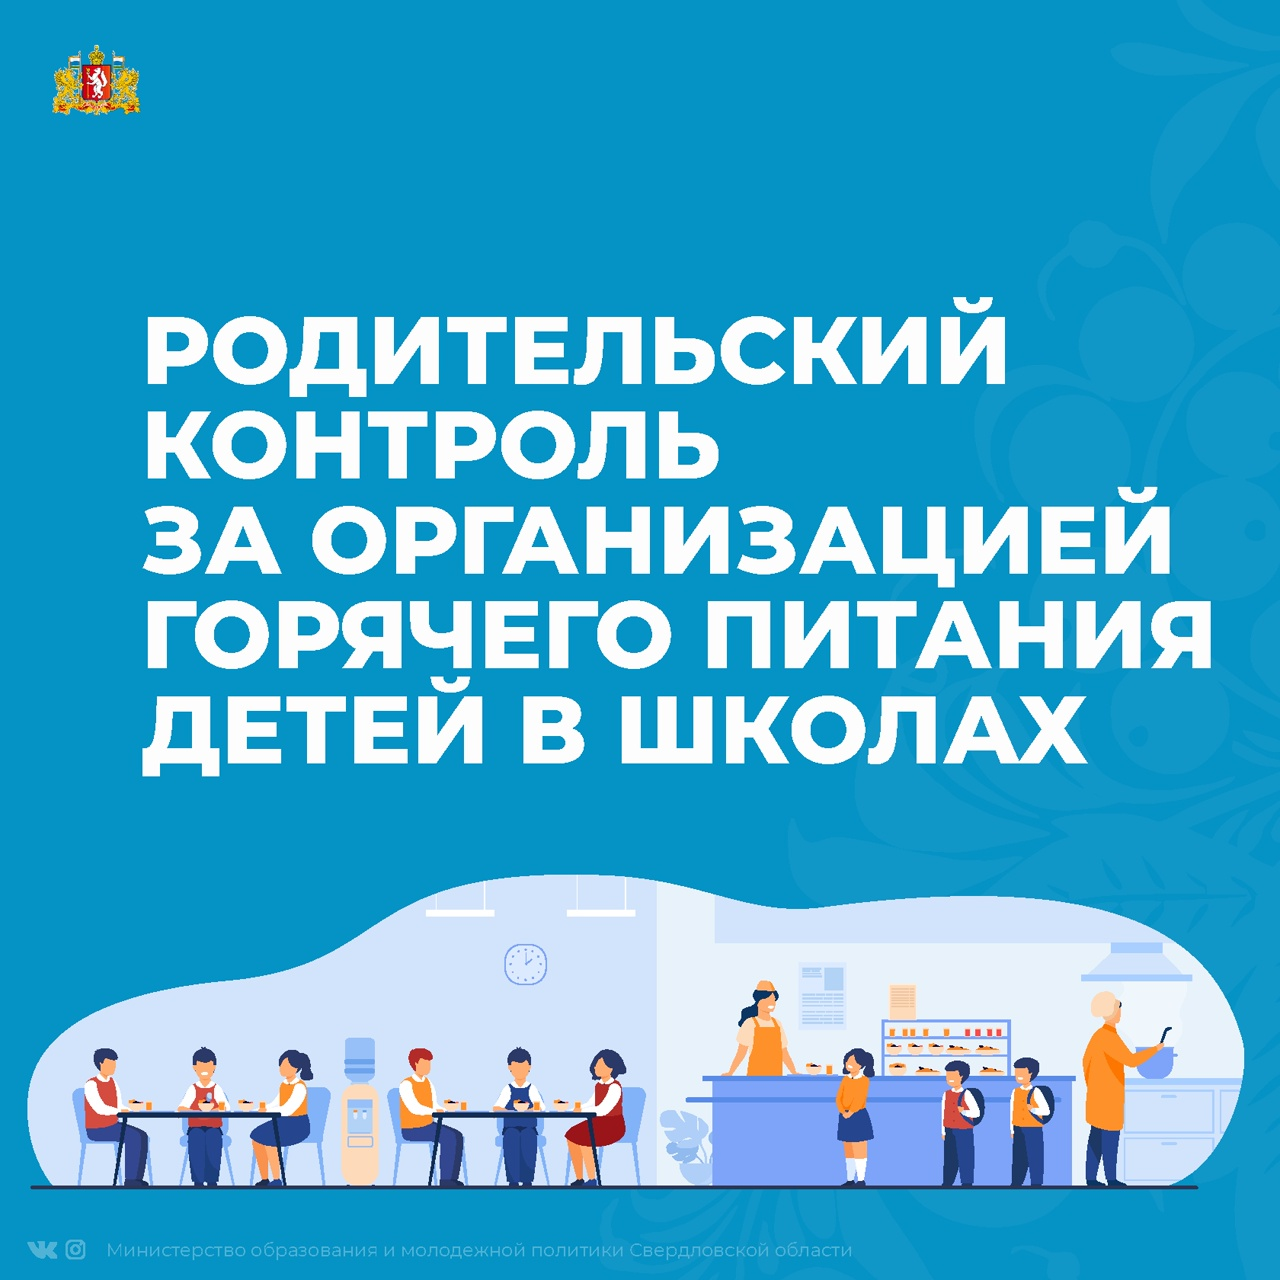 РОДИТЕЛЬСКИЙ
КОНТРОЛЬ
ЗА ОРГАНИЗАЦИЕЙ
ГОРЯЧЕГО ПИТАНИЯ
ДЕТЕЙ В ШКОЛАХ
Министерство образования и молодежной политики Свердловской области